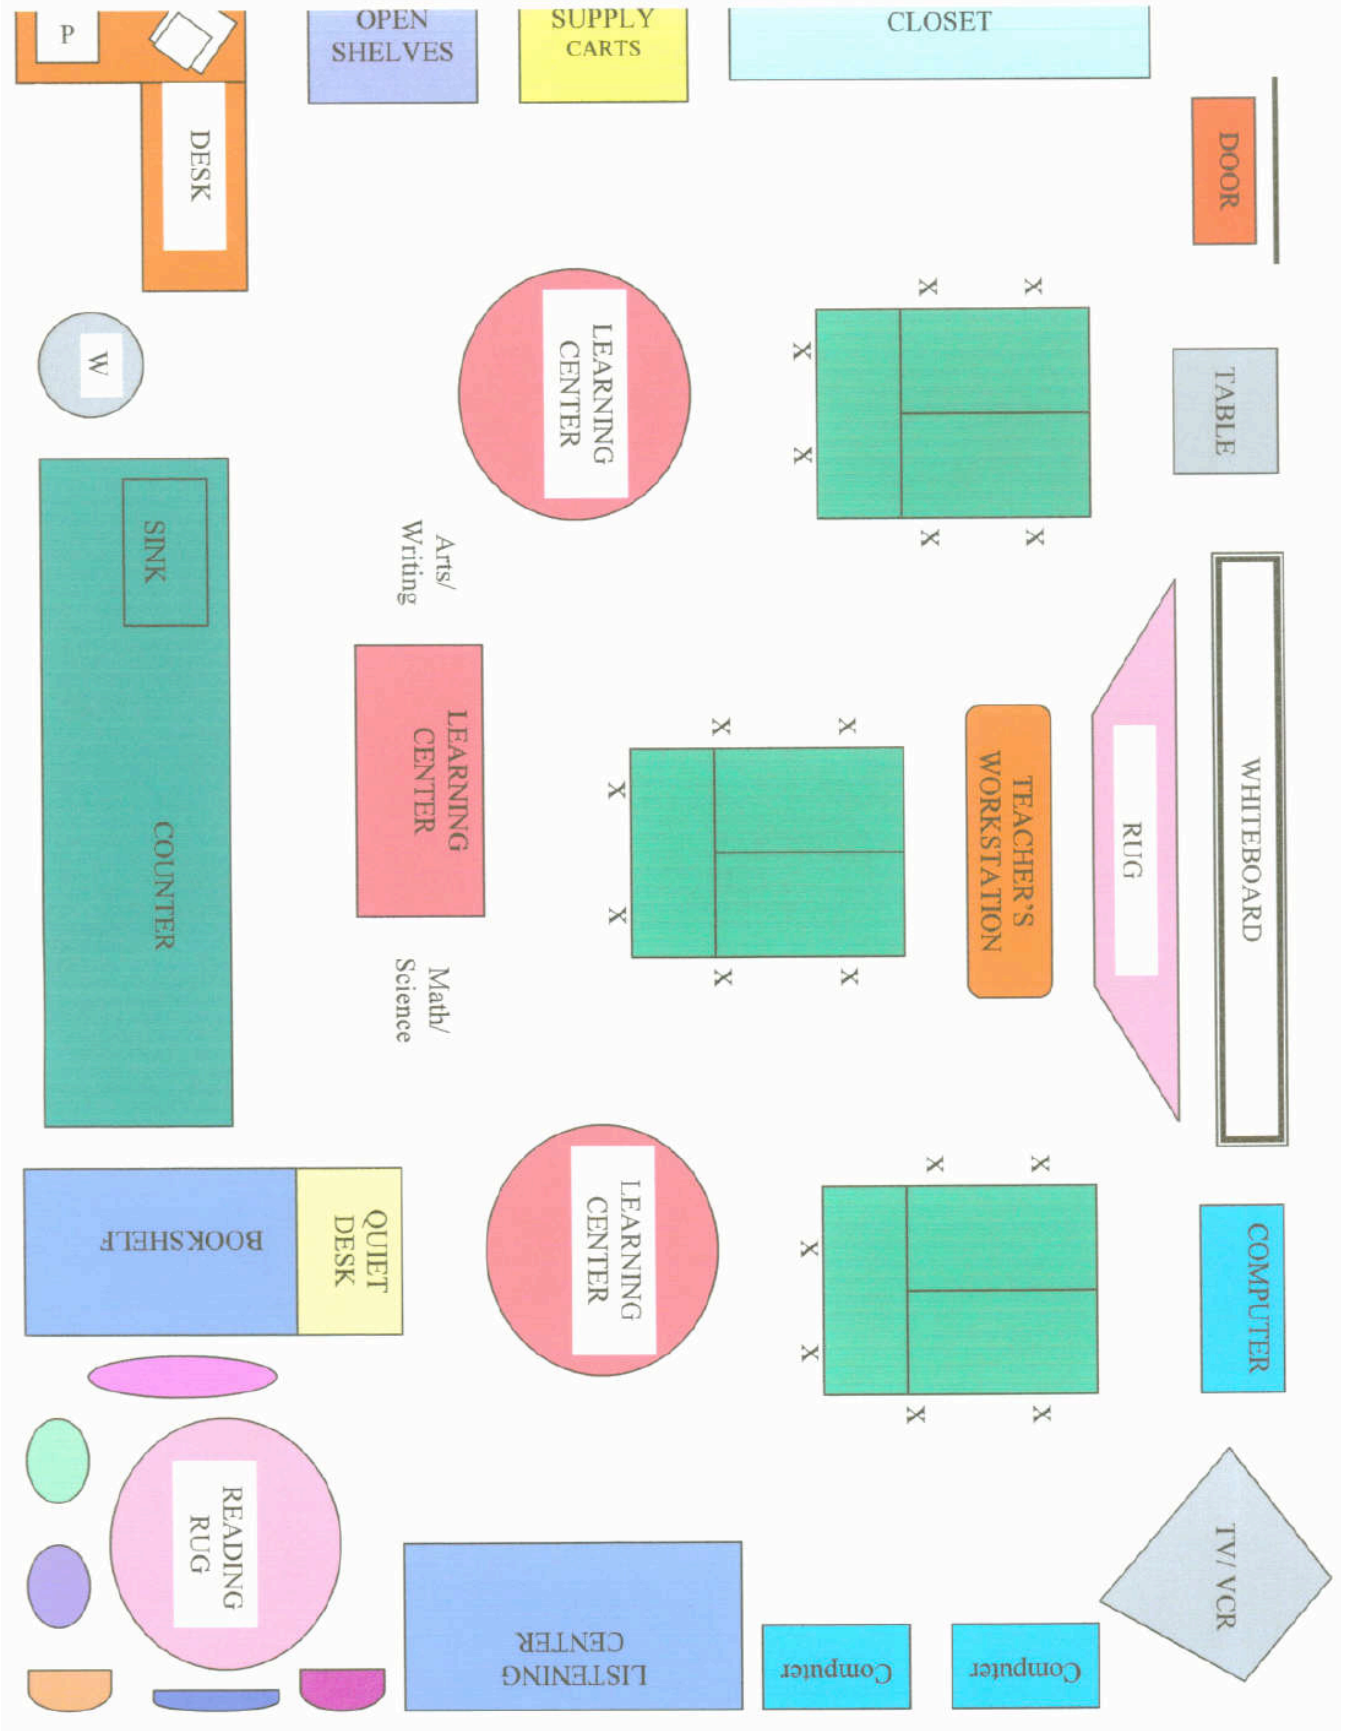 P
OPEN
SHELVES
SUPPLY
CARTS
CLOSET
DOOR
DESK
W
LEARNING
CENTER
X
X
X
X
X
X
TABLE
SINK
COUNTER
Arts/
Writing
LEARNING
CENTER
Math/
Science
X
X
X
X
X
X
TEACHER'S
WORKSTATION
RUG
WHITEBOARD
BOOKSHELF
QUIET
DESK
LEARNING
CENTER
X
X
X
X
X
X
COMPUTER
READING
RUG
LISTENING
CENTER
Computer
Computer
TV/ VCR